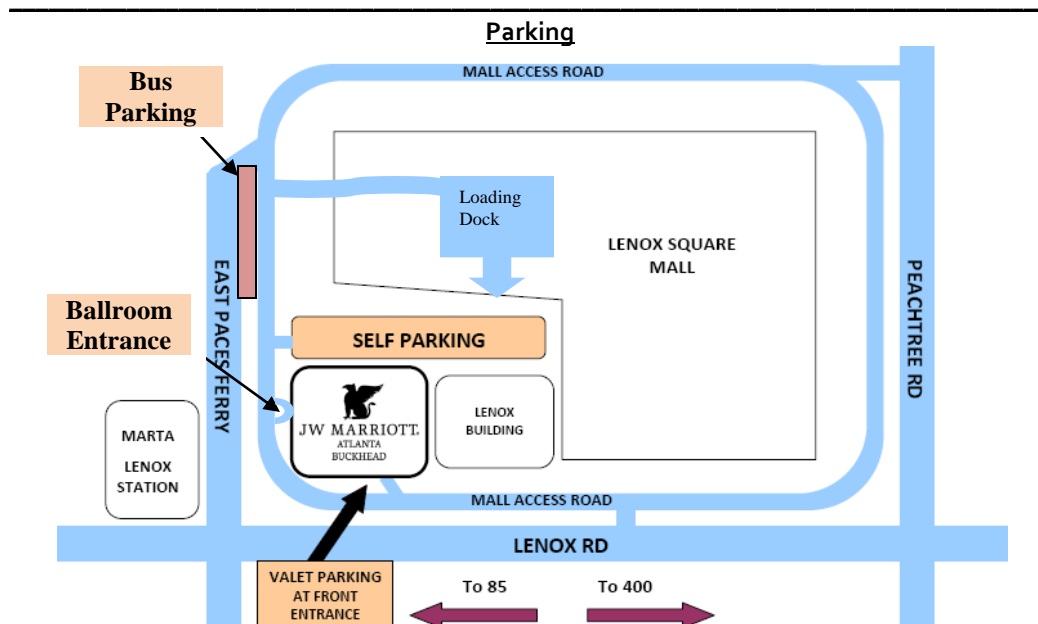 Parking
MALL ACCESS ROAD
Bus
Parking
Loading
Dock
LENOX SQUARE
MALL
EAST PACES FERRY
PEACHTREE RD
Ballroom
Entrance
SELF PARKING
JW MARRIOTT.
ATLANTA
BUCKHEAD
LENOX
BUILDING
MARTA
LENOX
STATION
MALL ACCESS ROAD
LENOX RD
VALET PARKING
AT FRONT
ENTRANCE
To 85
To 400